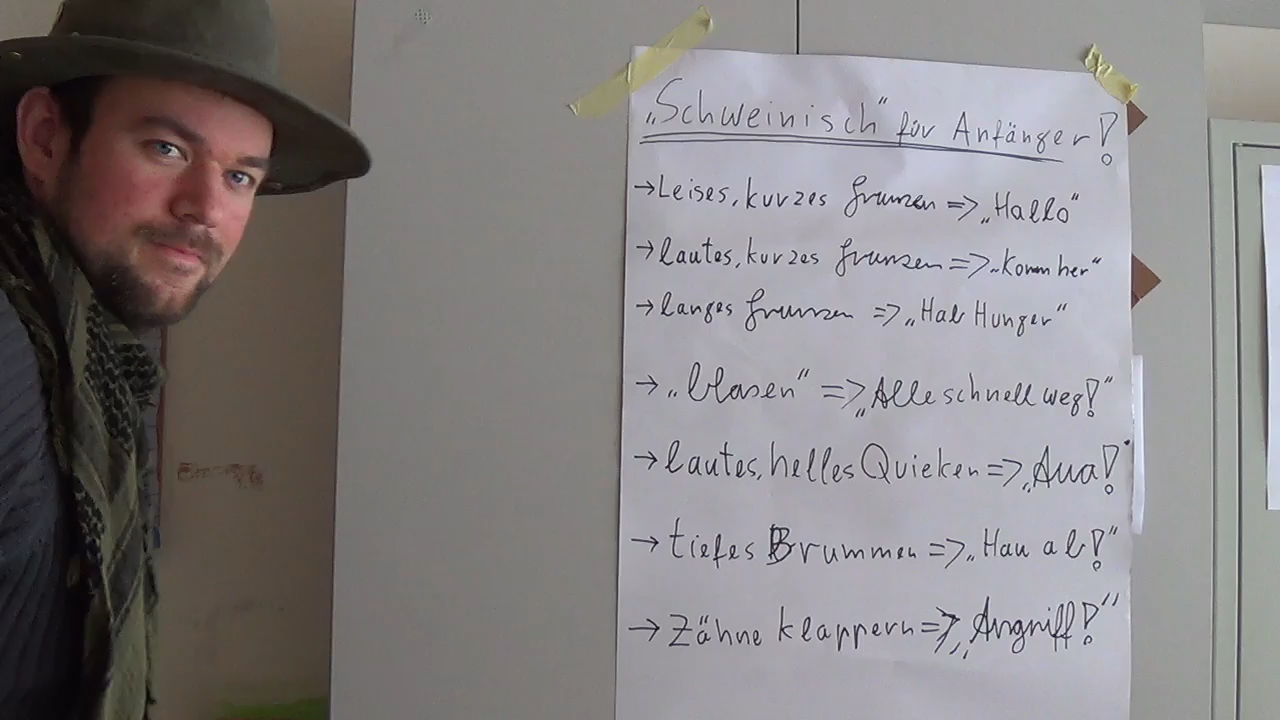 „Schweinisch“ für Anfänger!
→Leises, kurzes grunzen => „Hallo“
→lautes, kurzes grunzen => „Komm her“
→langes grunzen => „Hab Hunger“
→ „blasen“ => „Alle schnell weg!“
→ lautes, helles Quieken => „Aua!“
→ tiefes Brummen => „Hau ab!“
→ Zähne klappern => „Angriff!“